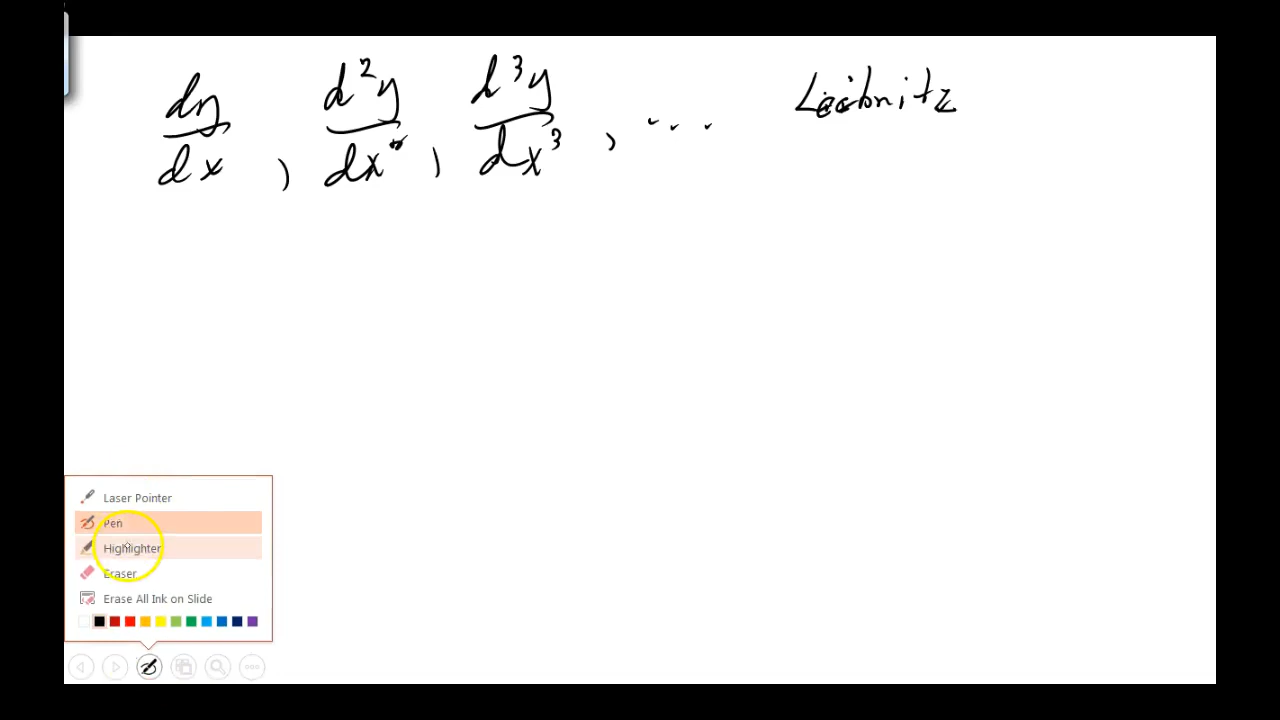 dy/dx , d²y/dx² , d³y/dx³ , ... Leibnitz
Laser Pointer
Pen
Highlighter
Eraser
Erase All Ink on Slide